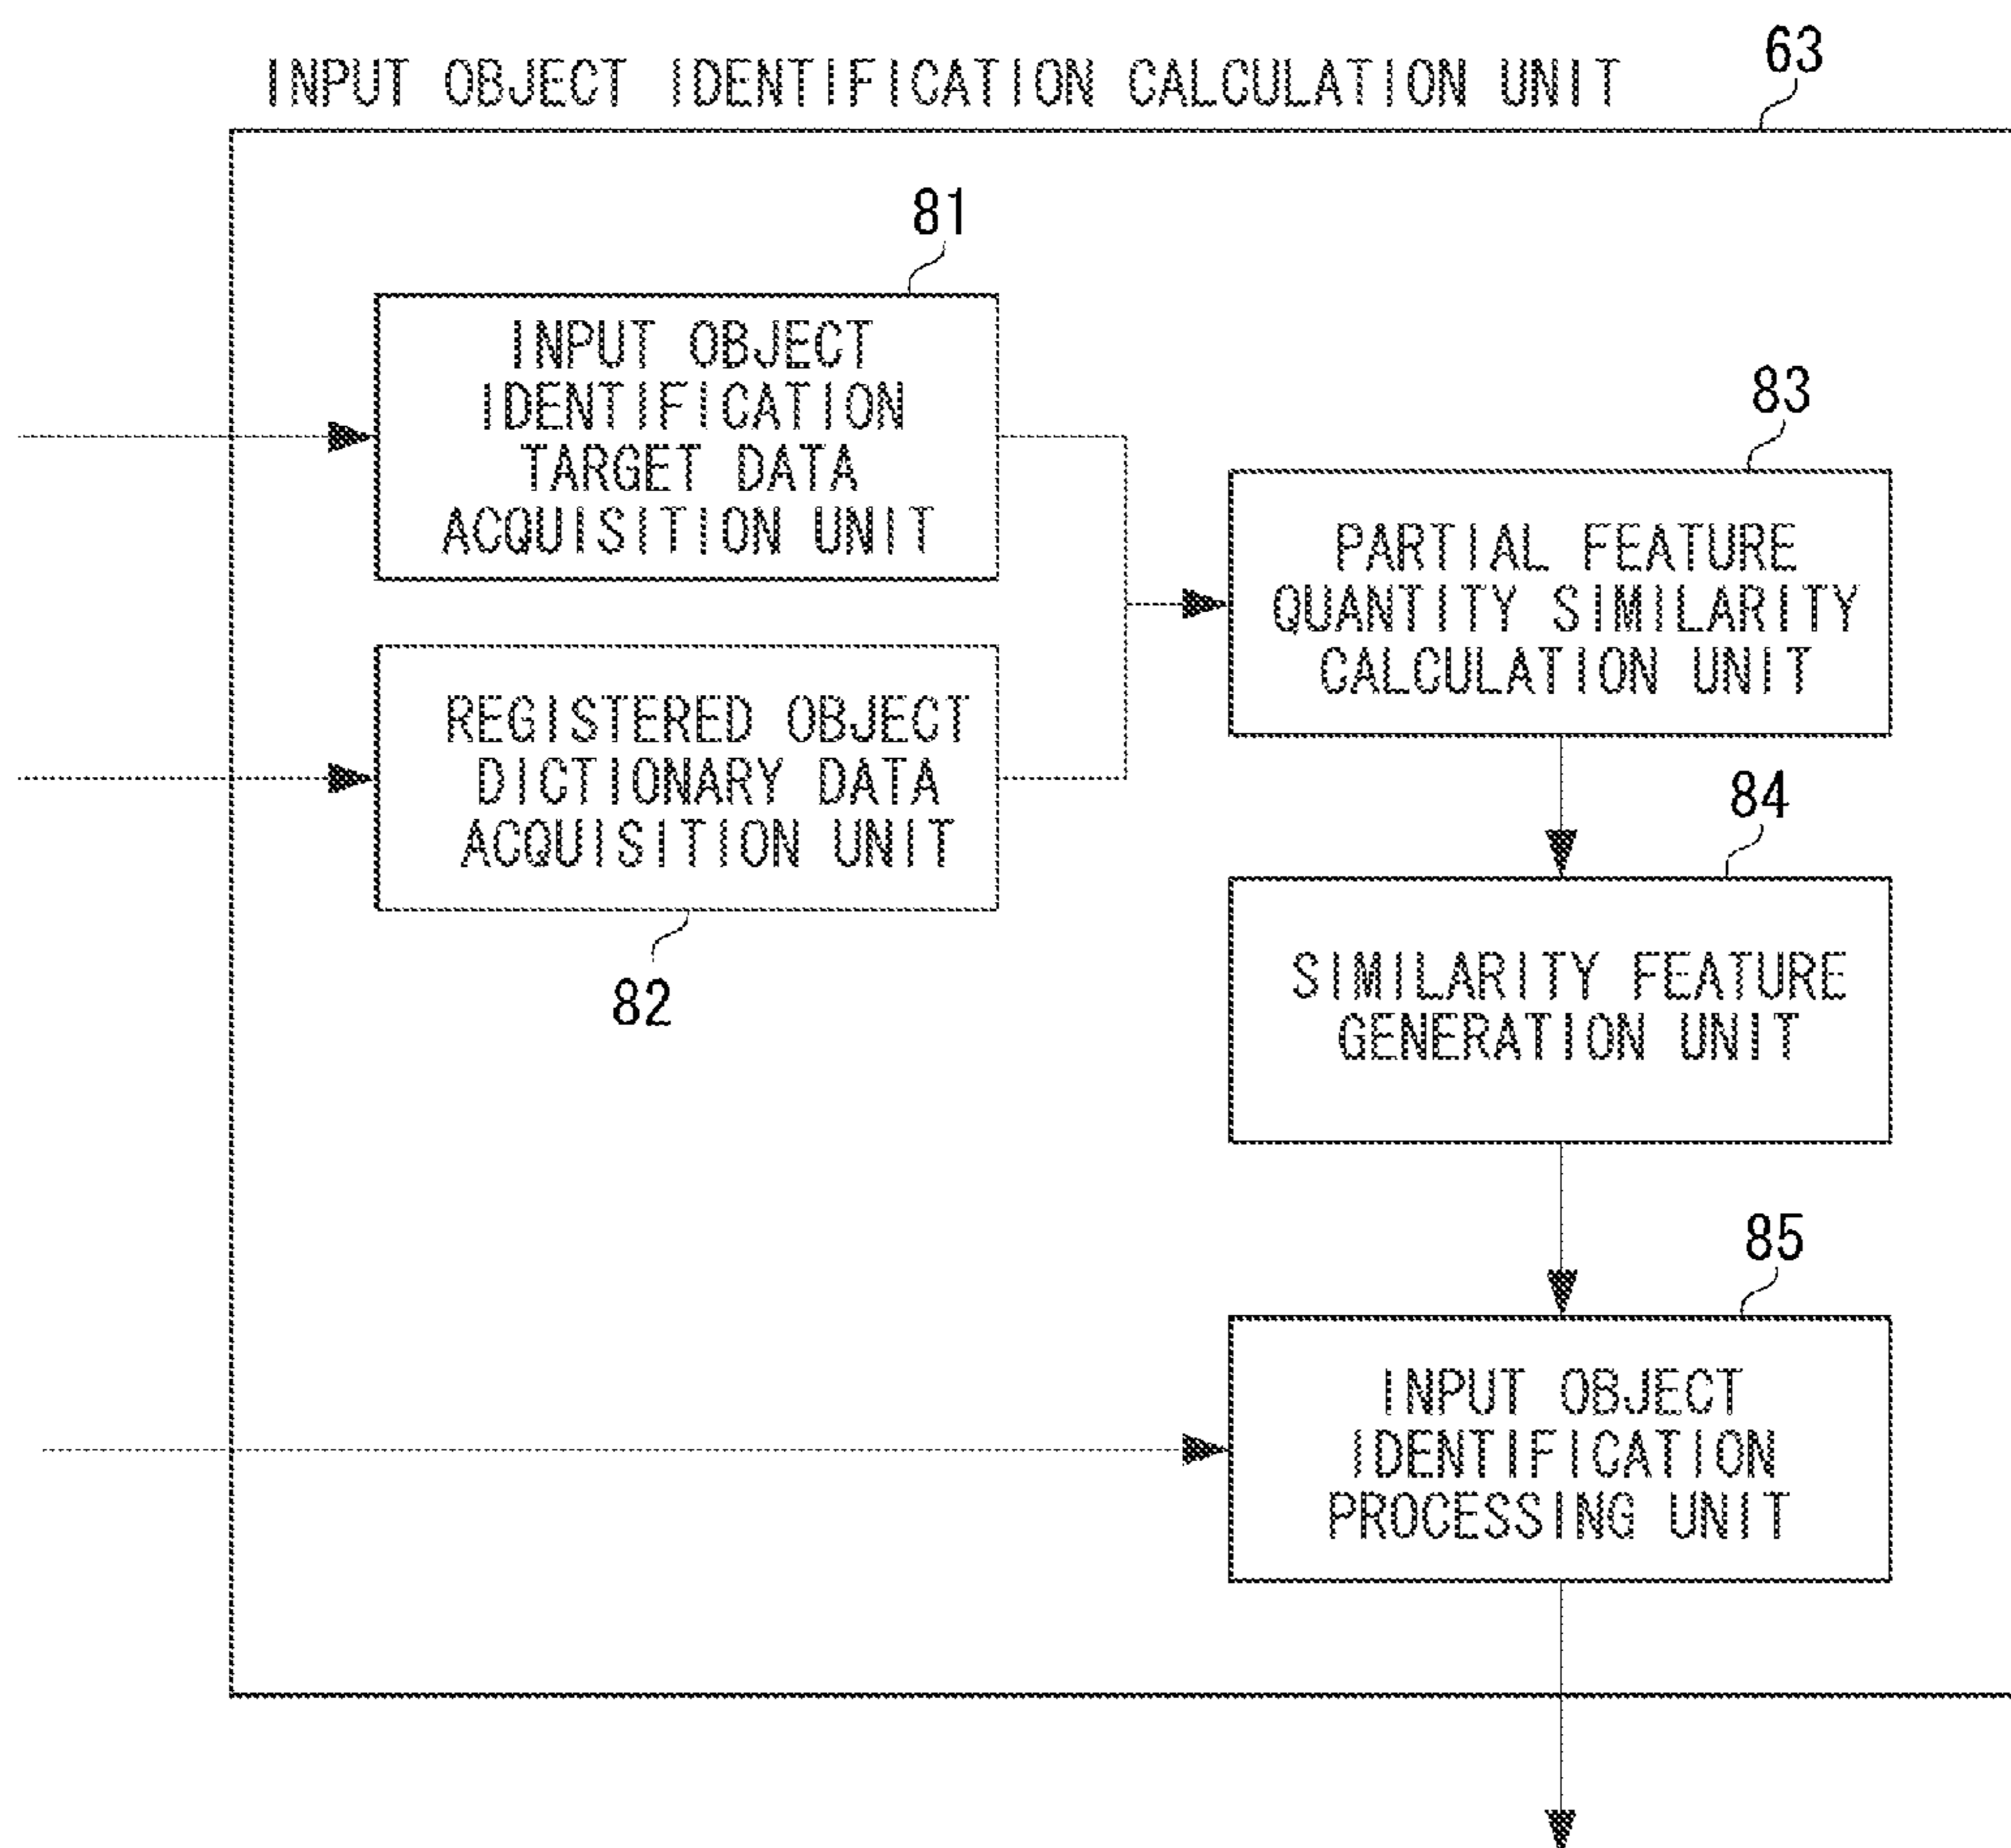 63
INPUT OBJECT IDENTIFICATION CALCULATION UNIT
81
INPUT OBJECT
IDENTIFICATION
TARGET DATA
ACQUISITION UNIT
REGISTERED OBJECT
DICTIONARY DATA
ACQUISITION UNIT
82
83
PARTIAL FEATURE
QUANTITY SIMILARITY
CALCULATION UNIT
84
SIMILARITY FEATURE
GENERATION UNIT
85
INPUT OBJECT
IDENTIFICATION
PROCESSING UNIT